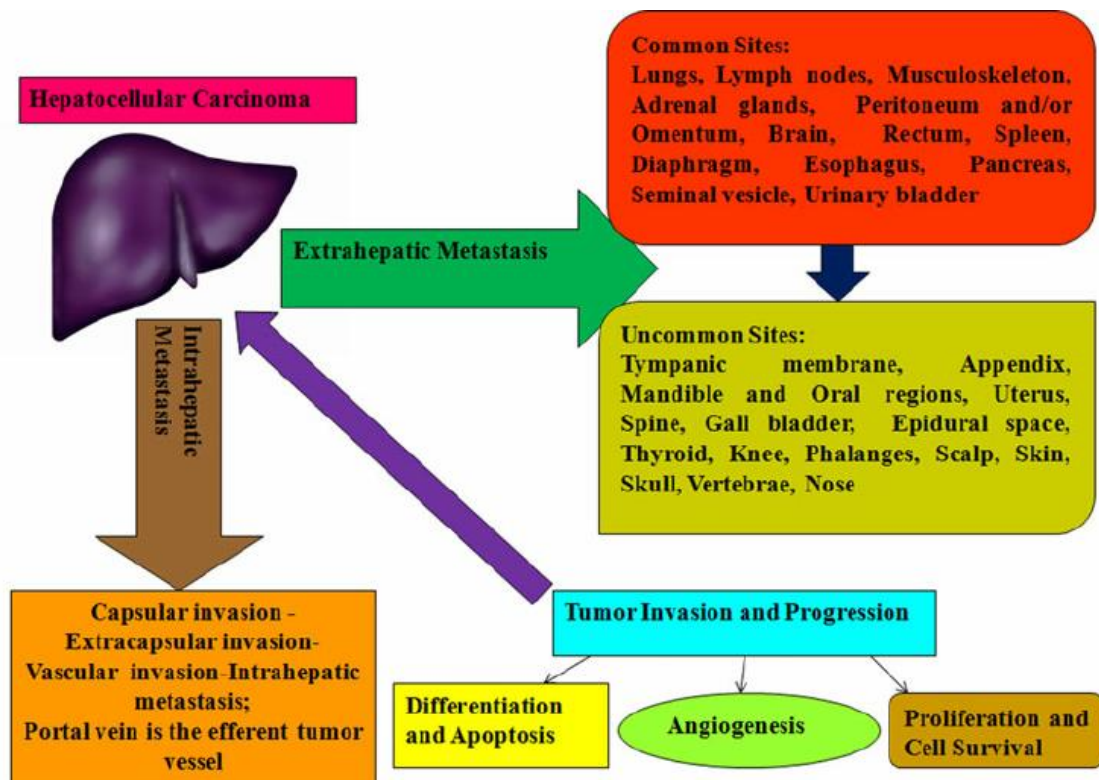 Hepatocellular Carcinoma
Common Sites:
Lungs, Lymph nodes, Musculoskeleton,
Adrenal glands, Peritoneum and/or
Omentum, Brain, Rectum, Spleen,
Diaphragm, Esophagus, Pancreas,
Seminal vesicle, Urinary bladder
Extrahepatic Metastasis
Intrahepatic
Metastasis
Uncommon Sites:
Tympanic membrane, Appendix,
Mandible and Oral regions, Uterus,
Spine, Gall bladder, Epidural space,
Thyroid, Knee, Phalanges, Scalp, Skin,
Skull, Vertebrae, Nose
Capsular invasion -
Extracapsular invasion-
Vascular invasion-Intrahepatic
metastasis;
Portal vein is the efferent tumor
vessel
Tumor Invasion and Progression
Differentiation
and Apoptosis
Angiogenesis
Proliferation and
Cell Survival